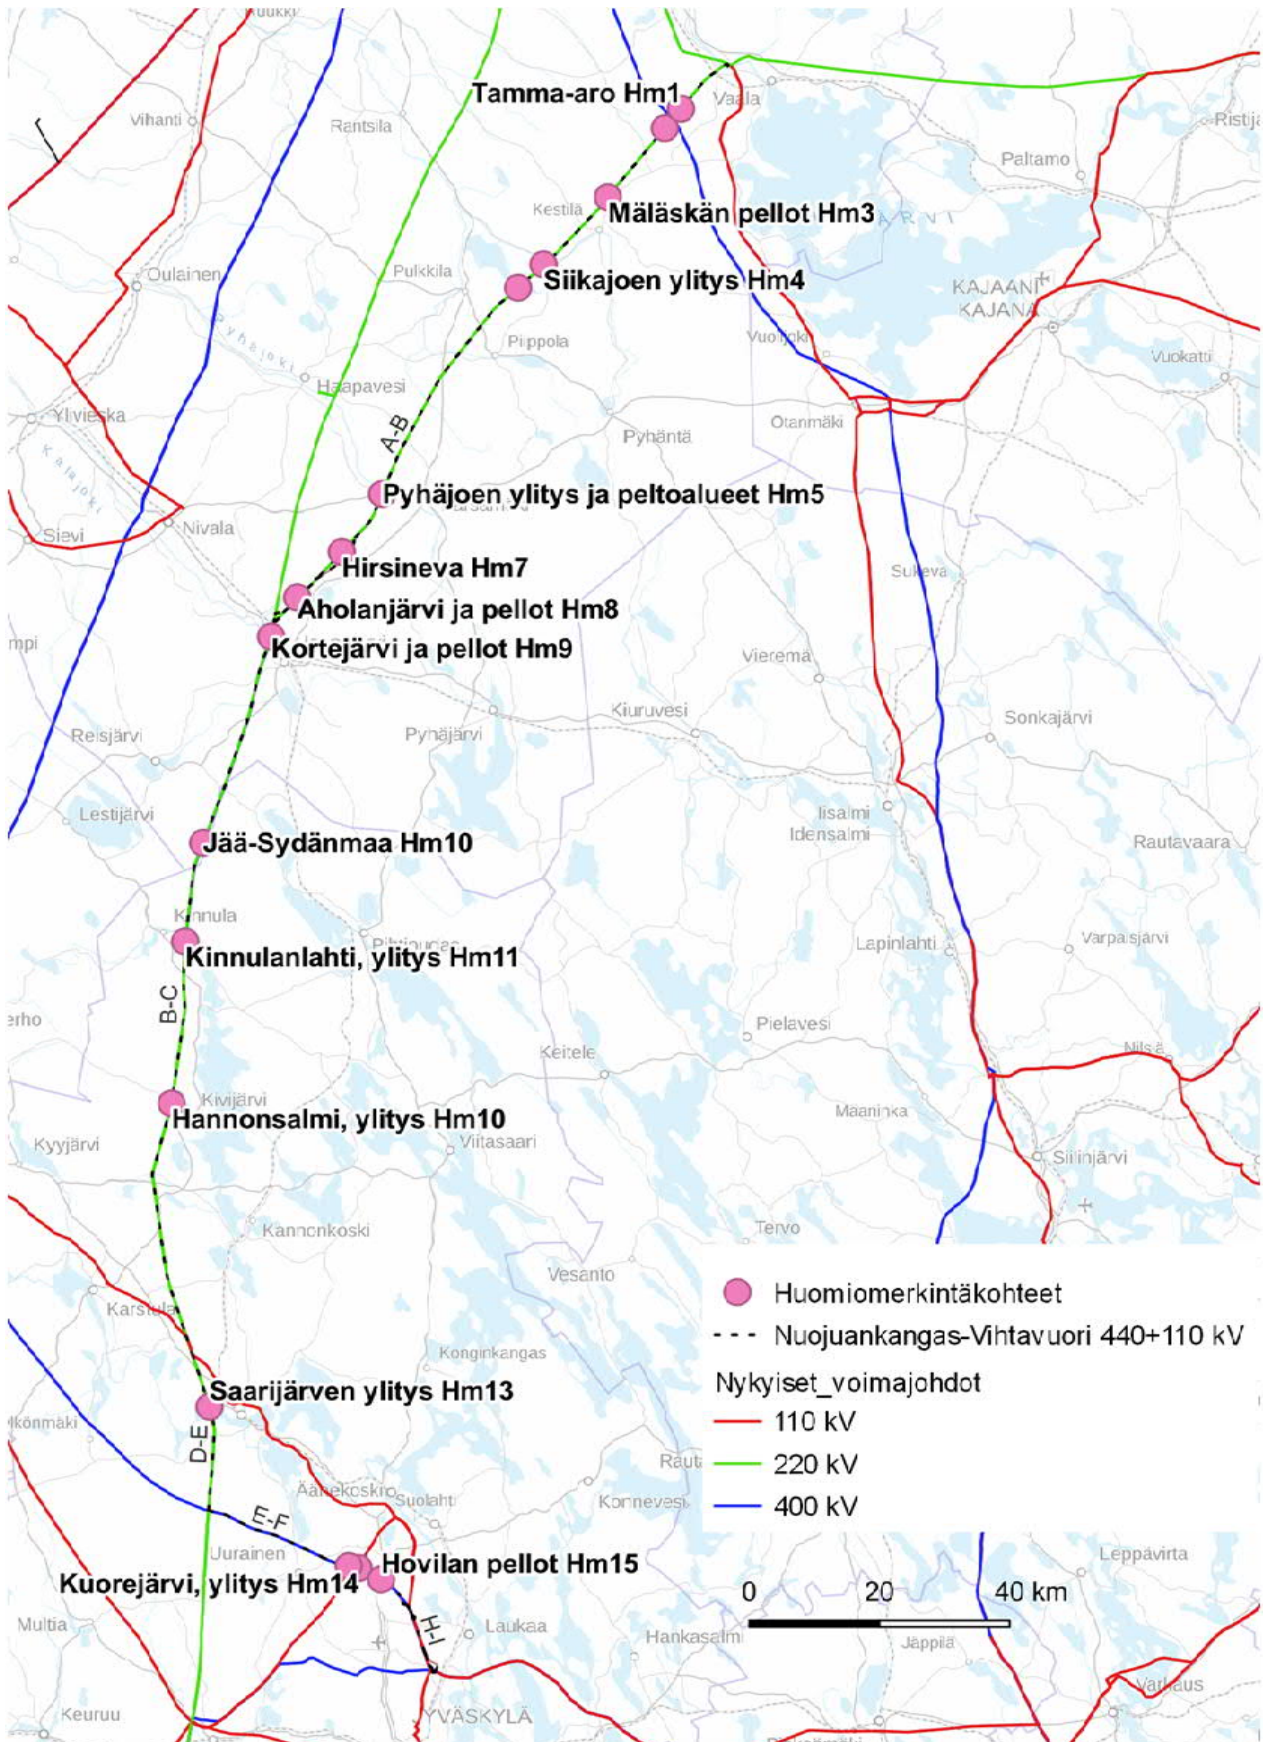 Vihanti
Rantsila
Tamma-aro Hm1
Vaala
Paltamo
Kestilä
Mäläskän pellot Hm3
Oulainen
Pulkkila
Siikajoen ylitys Hm4
KAJAANI
KAJANA
Pyhäjoki
Piippola
Vuolijoki
Vuokatti
Haapavesi
Ylivieska
A-B
Pyhäntä
Otanmäki
Kalajoki
Pyhäjoen ylitys ja peltoalueet Hm5
Sievi
Nivala
Hirsineva Hm7
Sukeva
Aholanjärvi ja pellot Hm8
Kortejärvi ja pellot Hm9
Vieremä
Kiuruvesi
Sonkajärvi
Reisjärvi
Pyhäjärvi
Lestijärvi
Iisalmi
Idensalmi
Jää-Sydänmaa Hm10
Rautavaara
Kinnula
Kinnulanlahti, ylitys Hm11
Lapinlahti
Varpaisjärvi
B-C
Pielavesi
Keitele
Nilsiä
Kivijärvi
Hannonsalmi, ylitys Hm10
Maaninka
Kyyjärvi
Viitasaari
Siilinjärvi
Kannonkoski
Tervo
Vesanto
Karstula
Huomiomerkintäkohteet
Nuojuankangas-Vihtavuori 440+110 kV
Konginkangas
Nykyiset_voimajohdot
Saarijärven ylitys Hm13
110 kV
D-E
220 kV
Äänekoski
Suolahti
Konnevesi
400 kV
E-F
Uurainen
Hovilan pellot Hm15
Leppävirta
Kuorejärvi, ylitys Hm14
0 20 40 km
Multia
H-I
Laukaa
Hankasalmi
Jäppilä
Varkaus
Keuruu
YVÄSKYLÄ